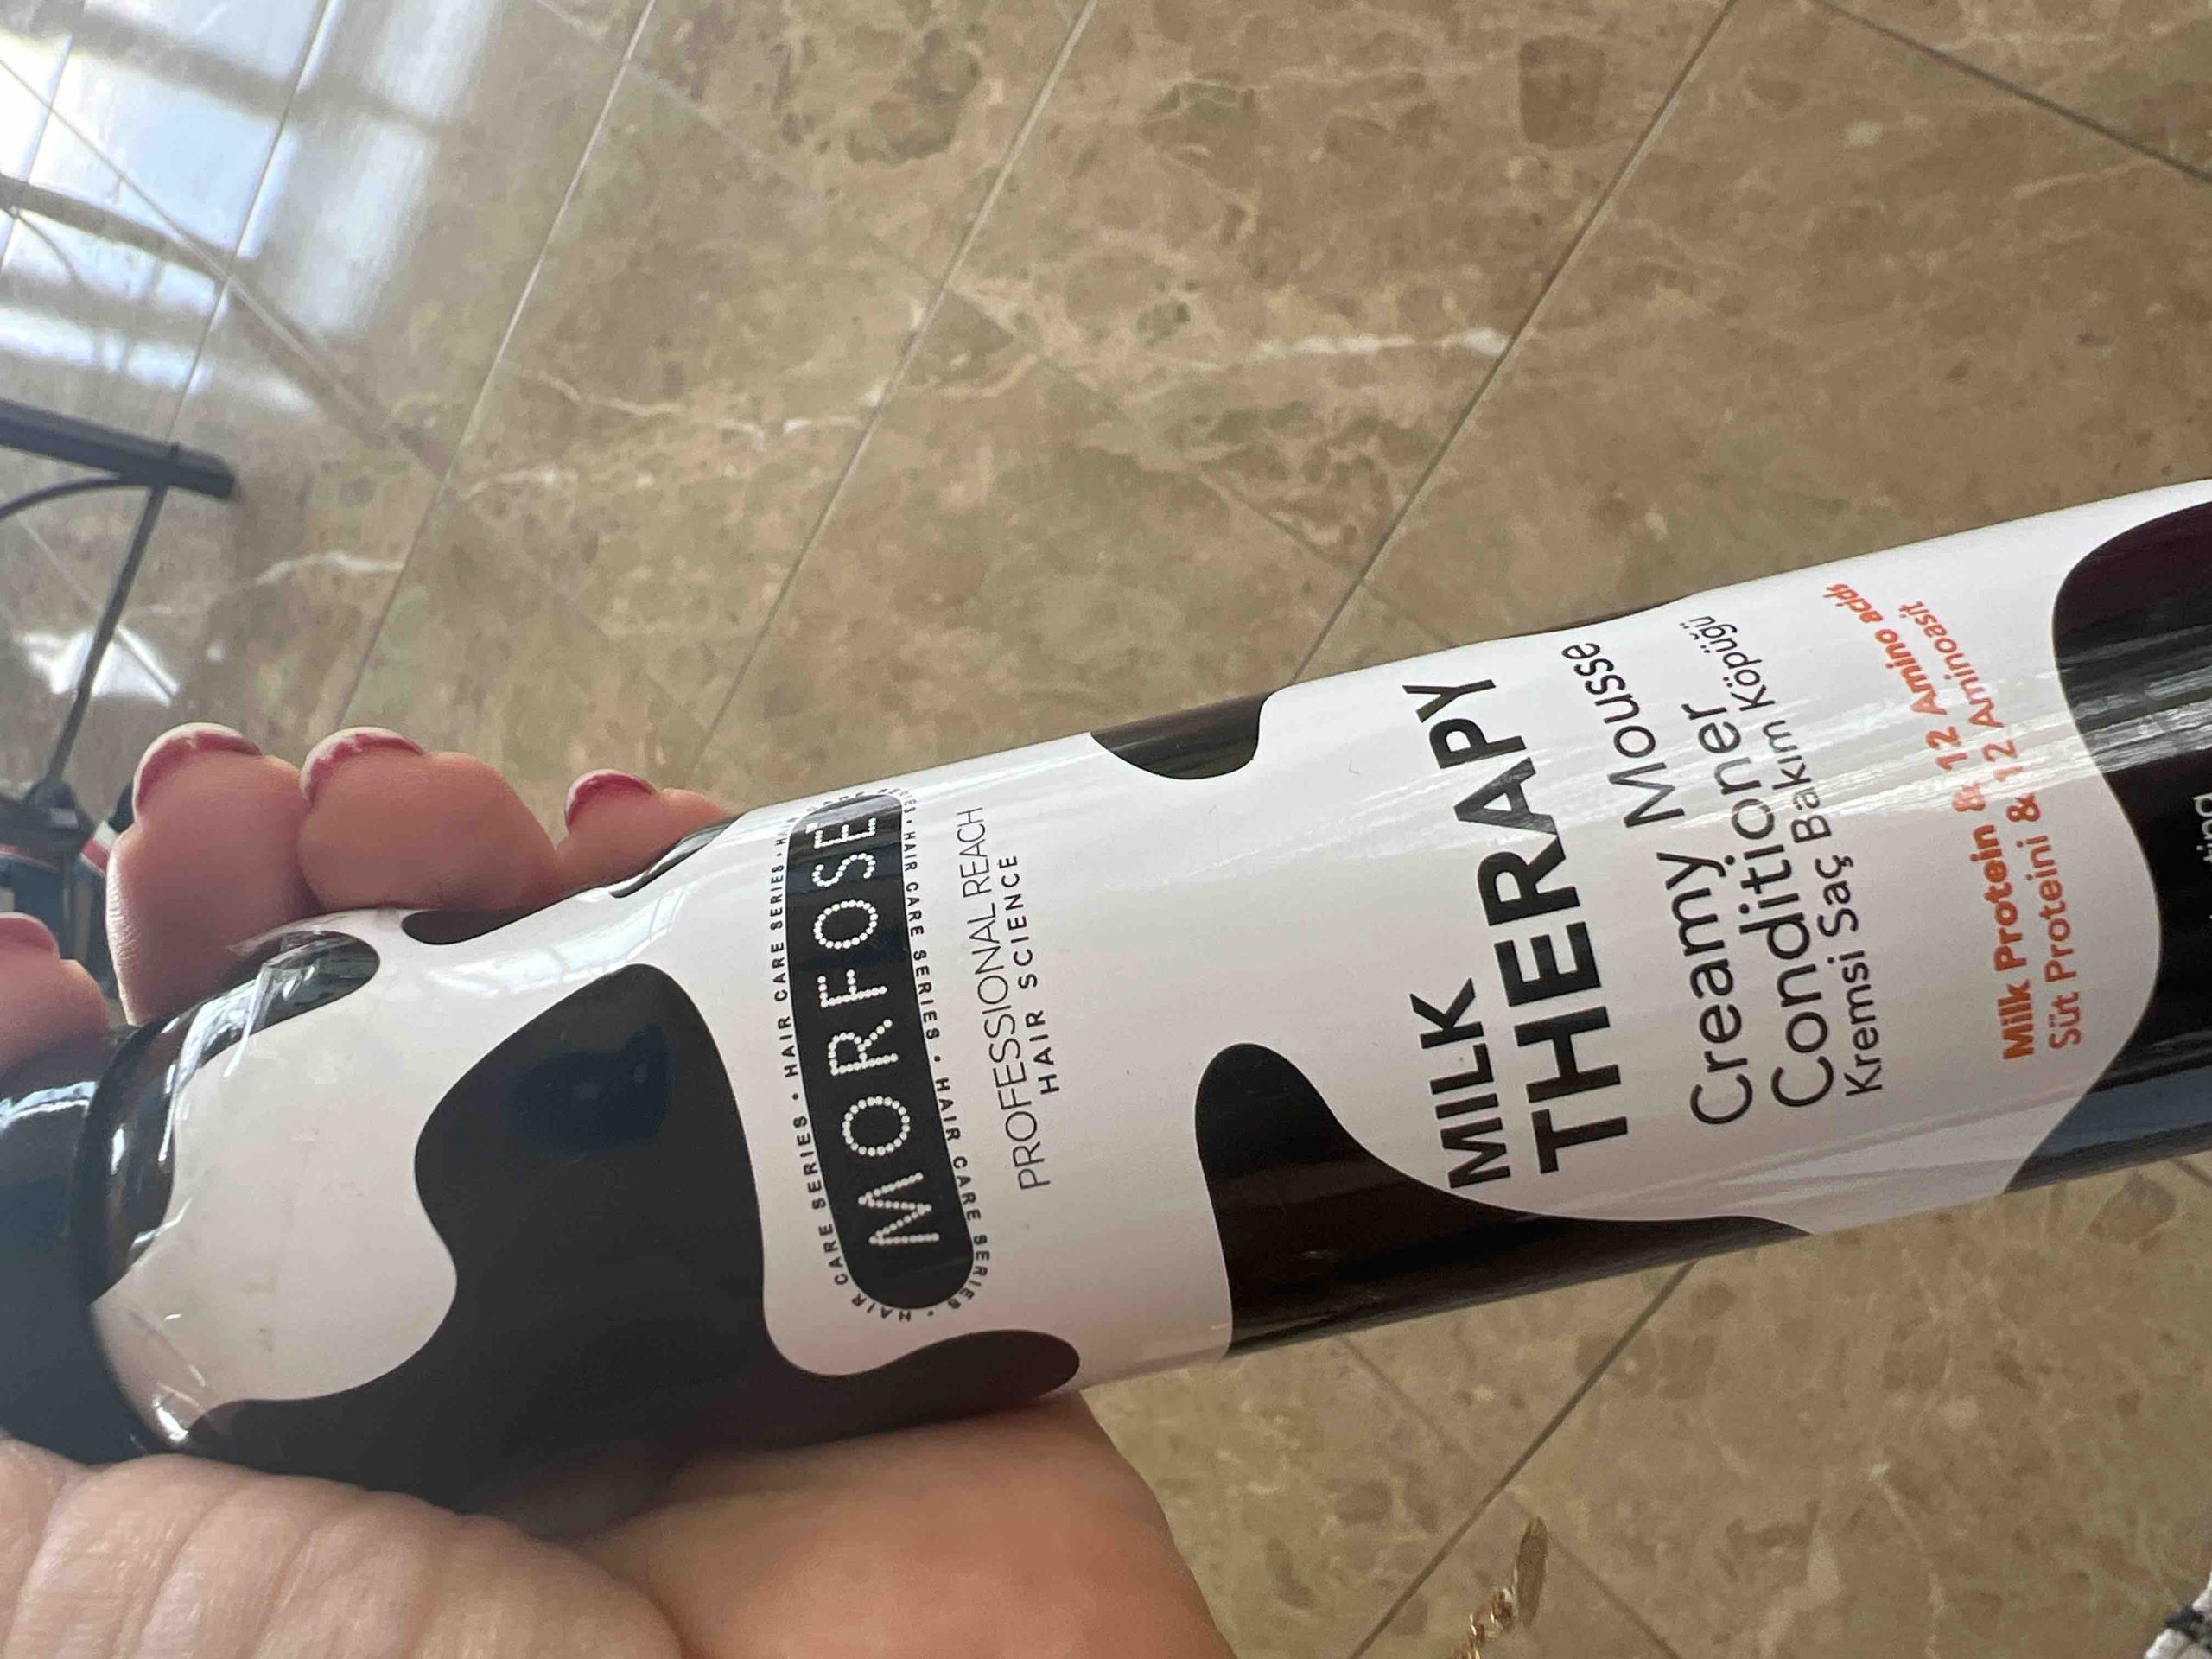 HAIR CARE SERIES • HAIR CARE SERIES • HAIR CARE SERIES • HAIR CARE SERIES •
MORFOSE
PROFESSIONAL REACH
HAIR SCIENCE
MILK
THERAPY
Creamy Mousse
Conditioner
Kremsi Saç Bakım Köpüğü
Milk Protein & 12 Amino acids
Süt Proteini & 12 Aminoasit